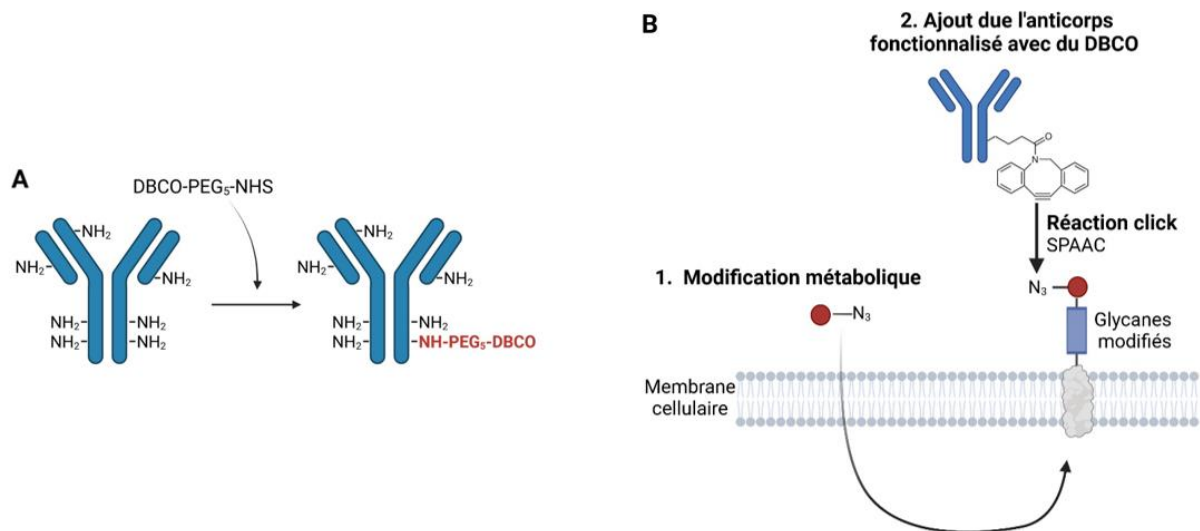 A
DBCO-PEG₅-NHS
-NH₂
NH₂-
-NH₂
NH₂-
-NH₂
NH₂-
-NH₂
-NH₂
NH₂-
-NH₂
NH₂-
-NH₂
NH₂-
-NH-PEG₅-DBCO
B
2. Ajout due l'anticorps
fonctionnalisé avec du DBCO
O
N
Réaction click
SPAAC
1. Modification métabolique
N₃
N₃
Glycanes
modifiés
Membrane
cellulaire